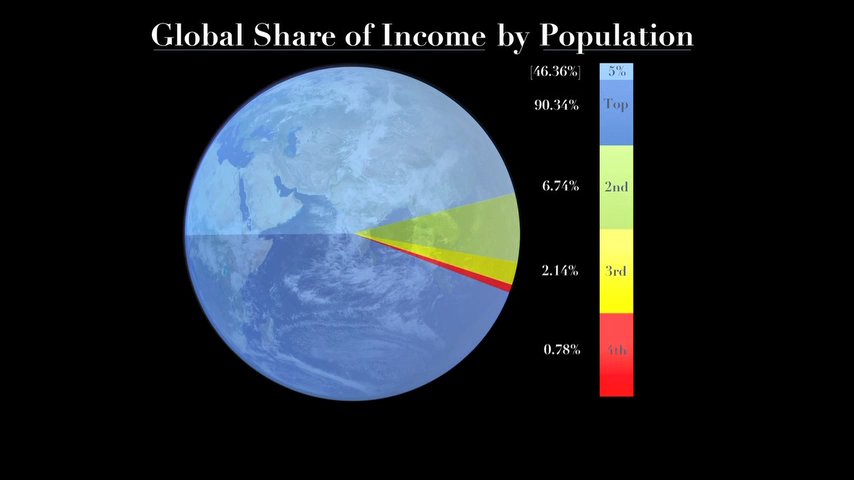 Global Share of Income by Population
[46.36%] 5%
90.34% Top
6.74% 2nd
2.14% 3rd
0.78% 4th